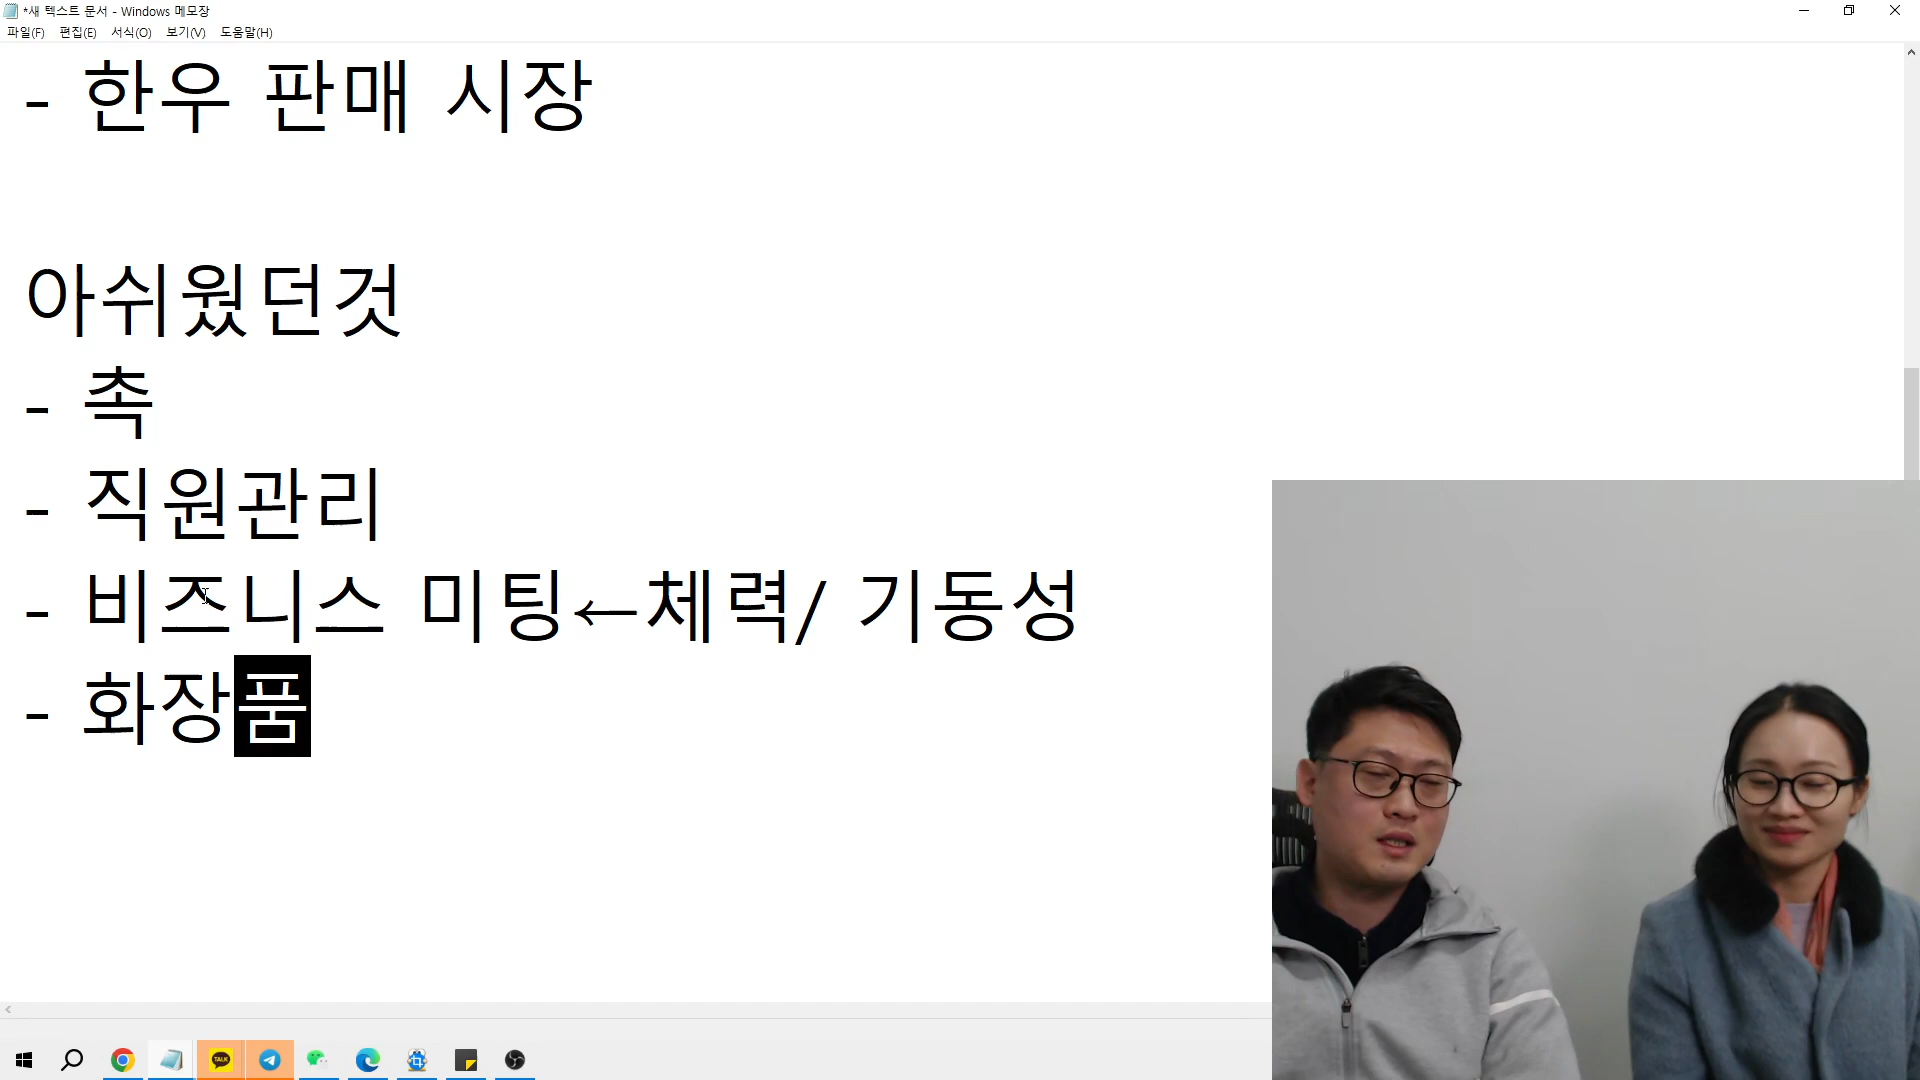 *새 텍스트 문서 - Windows 메모장
파일(F) 편집(E) 서식(O) 보기(V) 도움말(H)
- 한우 판매 시장
아쉬웠던것
- 촉
- 직원관리
- 비즈니스 미팅←체력/ 기동성
- 화장품
TALK